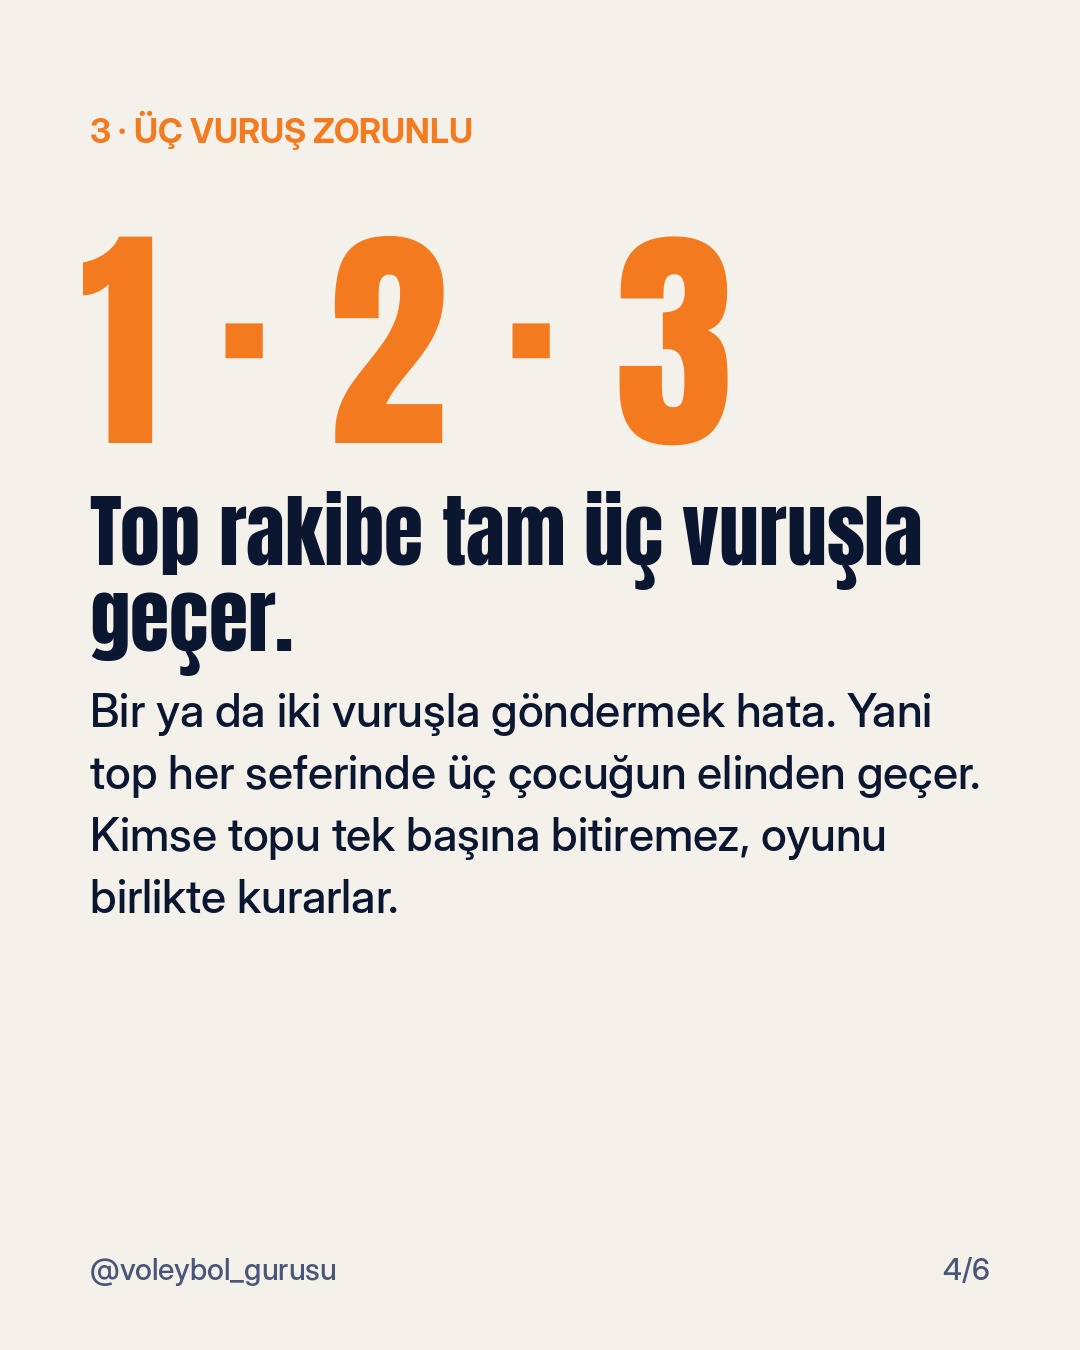 3 · ÜÇ VURUŞ ZORUNLU
1 · 2 · 3
Top rakibe tam üç vuruşla
geçer.
Bir ya da iki vuruşla göndermek hata. Yani
top her seferinde üç çocuğun elinden geçer.
Kimse topu tek başına bitiremez, oyunu
birlikte kurarlar.
@voleybol_gurusu
4/6